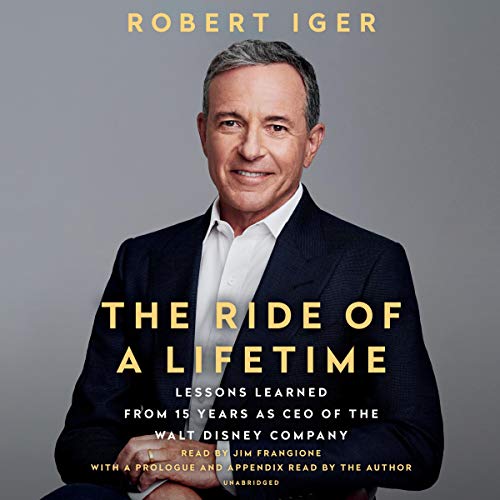 ROBERT IGER
THE RIDE OF
A LIFETIME
LESSONS LEARNED
FROM 15 YEARS AS CEO OF THE
WALT DISNEY COMPANY
READ BY JIM FRANGIONE
WITH A PROLOGUE AND APPENDIX READ BY THE AUTHOR
UNABRIDGED